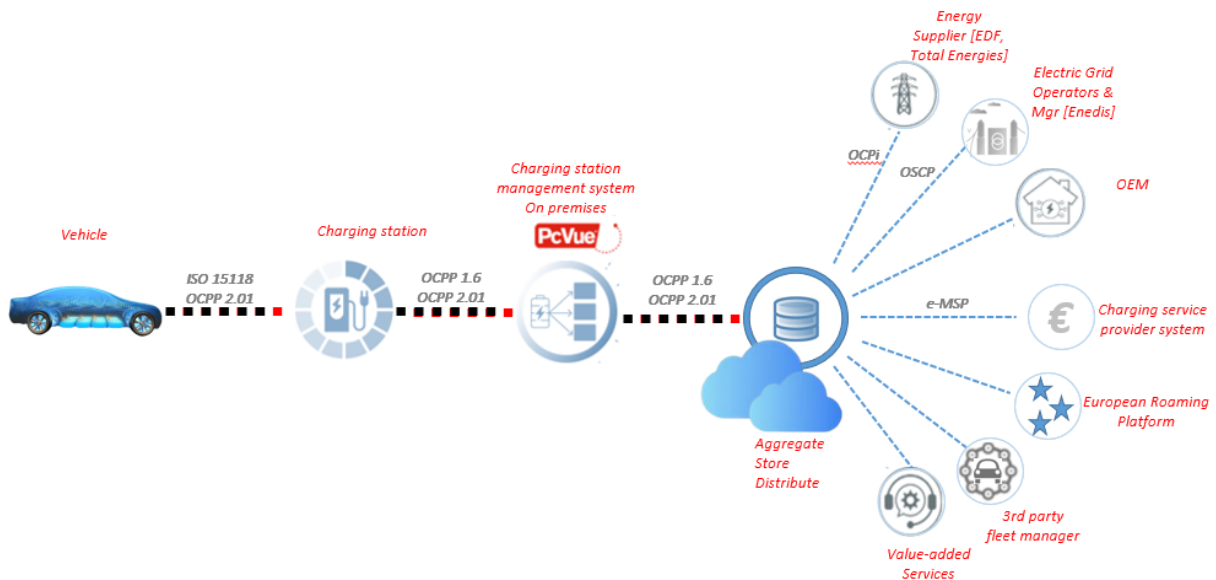 Energy
Supplier [EDF,
Total Energies]
Electric Grid
Operators &
Mgr [Enedis]
OCPi
OSCP
OEM
Charging station
management system
On premises
PcVue
Vehicle
Charging station
ISO 15118
OCPP 2.01
OCPP 1.6
OCPP 2.01
OCPP 1.6
OCPP 2.01
e-MSP
€
Charging service
provider system
European Roaming
Platform
Aggregate
Store
Distribute
3rd party
fleet manager
Value-added
Services